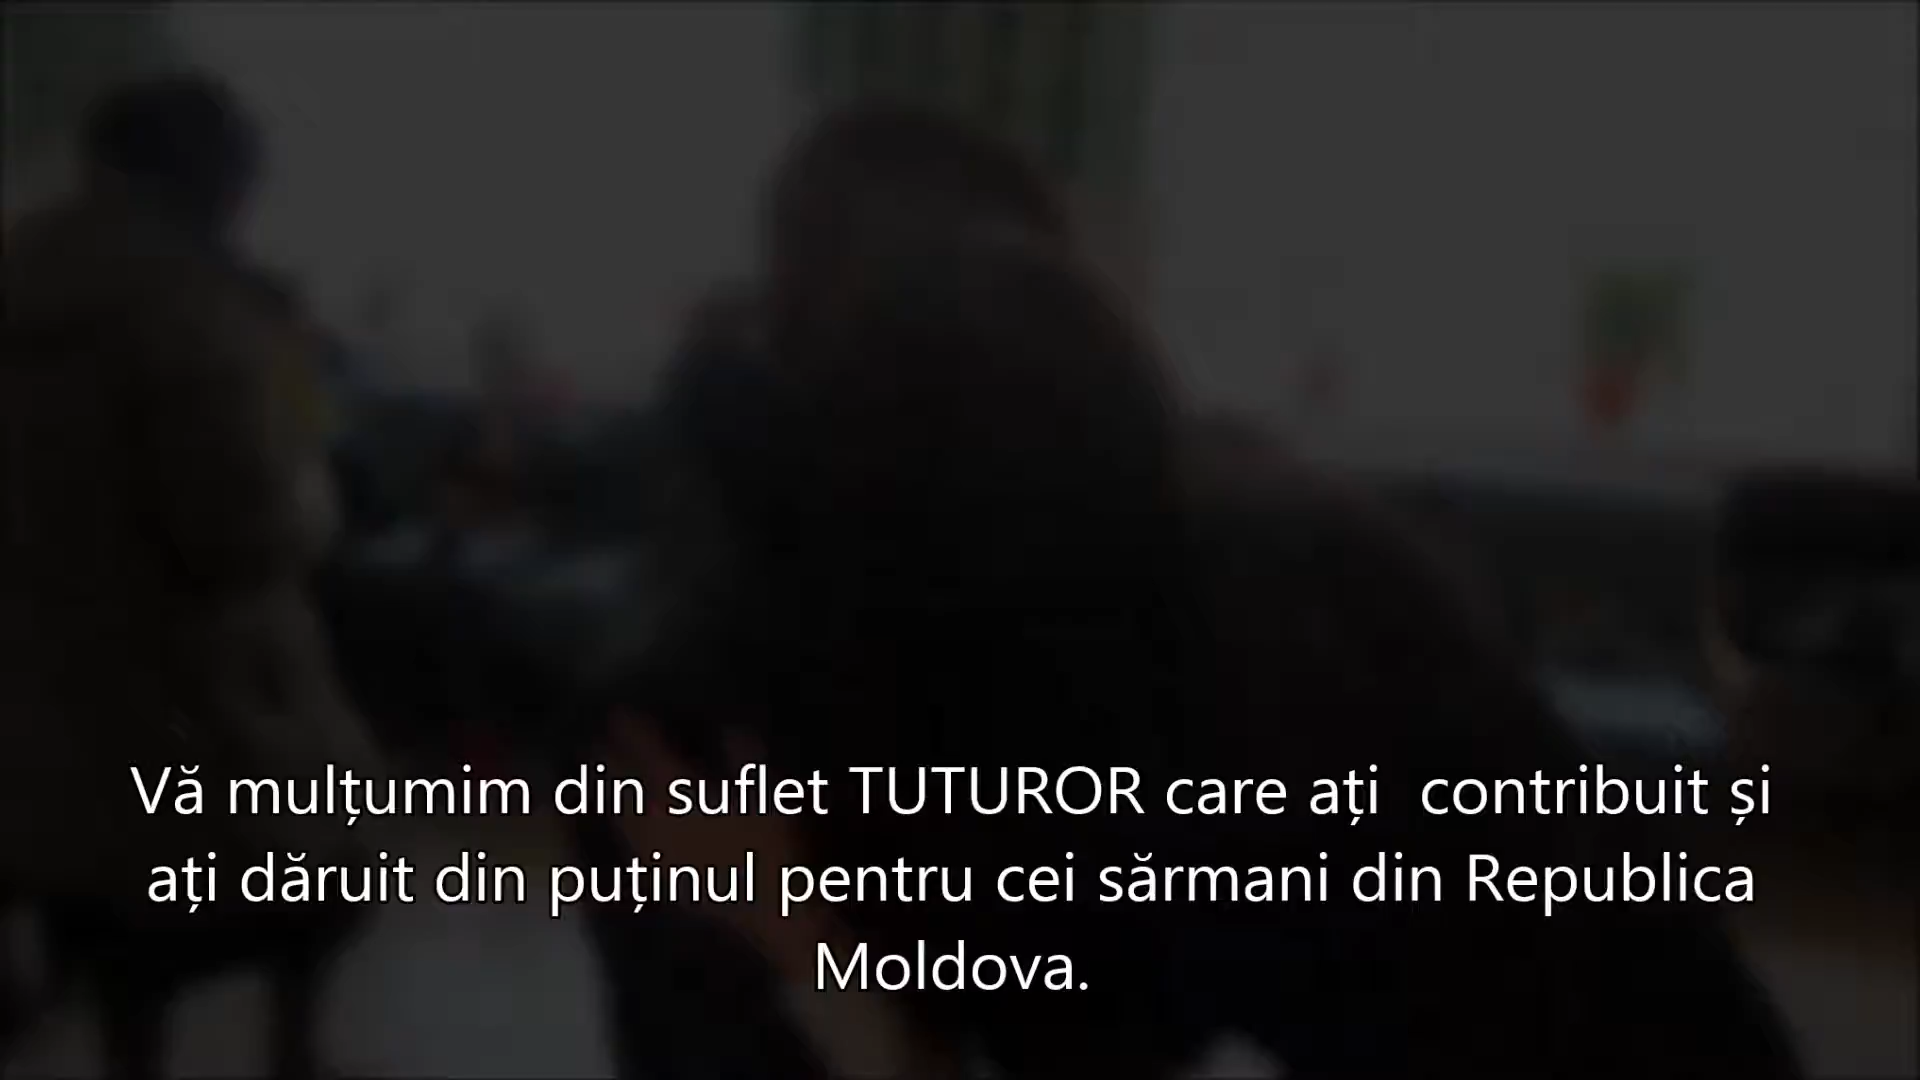 Vă mulțumim din suflet TUTUROR care ați  contribuit și
ați dăruit din puținul pentru cei sărmani din Republica
Moldova.